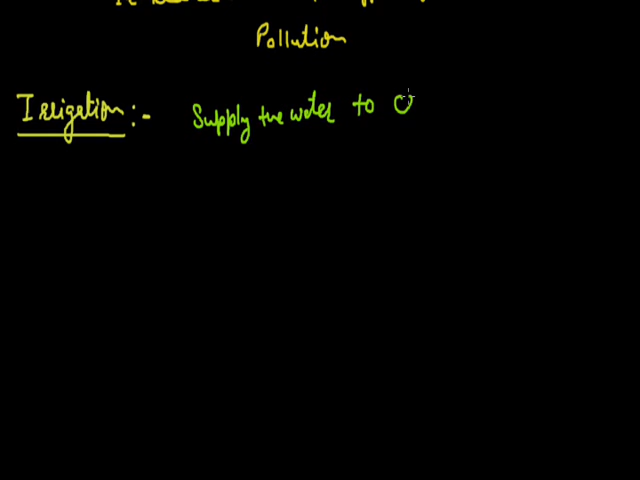 Pollution
Irrigation :-  Supply the water to